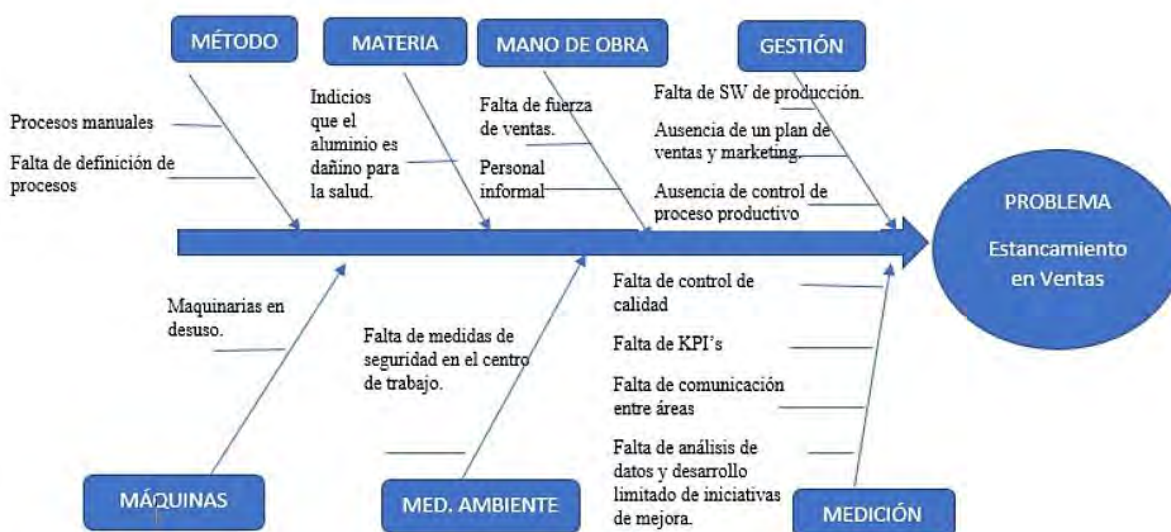 MÉTODO
MATERIA
MANO DE OBRA
GESTIÓN
Procesos manuales
Falta de definición de
procesos
Indicios
que el
aluminio es
dañino para
la salud.
Falta de fuerza
de ventas.
Personal
informal
Falta de SW de producción.
Ausencia de un plan de
ventas y marketing.
Ausencia de control de
proceso productivo
PROBLEMA
Estancamiento
en Ventas
Maquinarias en
desuso.
Falta de medidas de
seguridad en el centro
de trabajo.
Falta de control de
calidad
Falta de KPI's
Falta de comunicación
entre áreas
Falta de análisis de
datos y desarrollo
limitado de iniciativas
de mejora.
MÁQUINAS
MED. AMBIENTE
MEDICIÓN